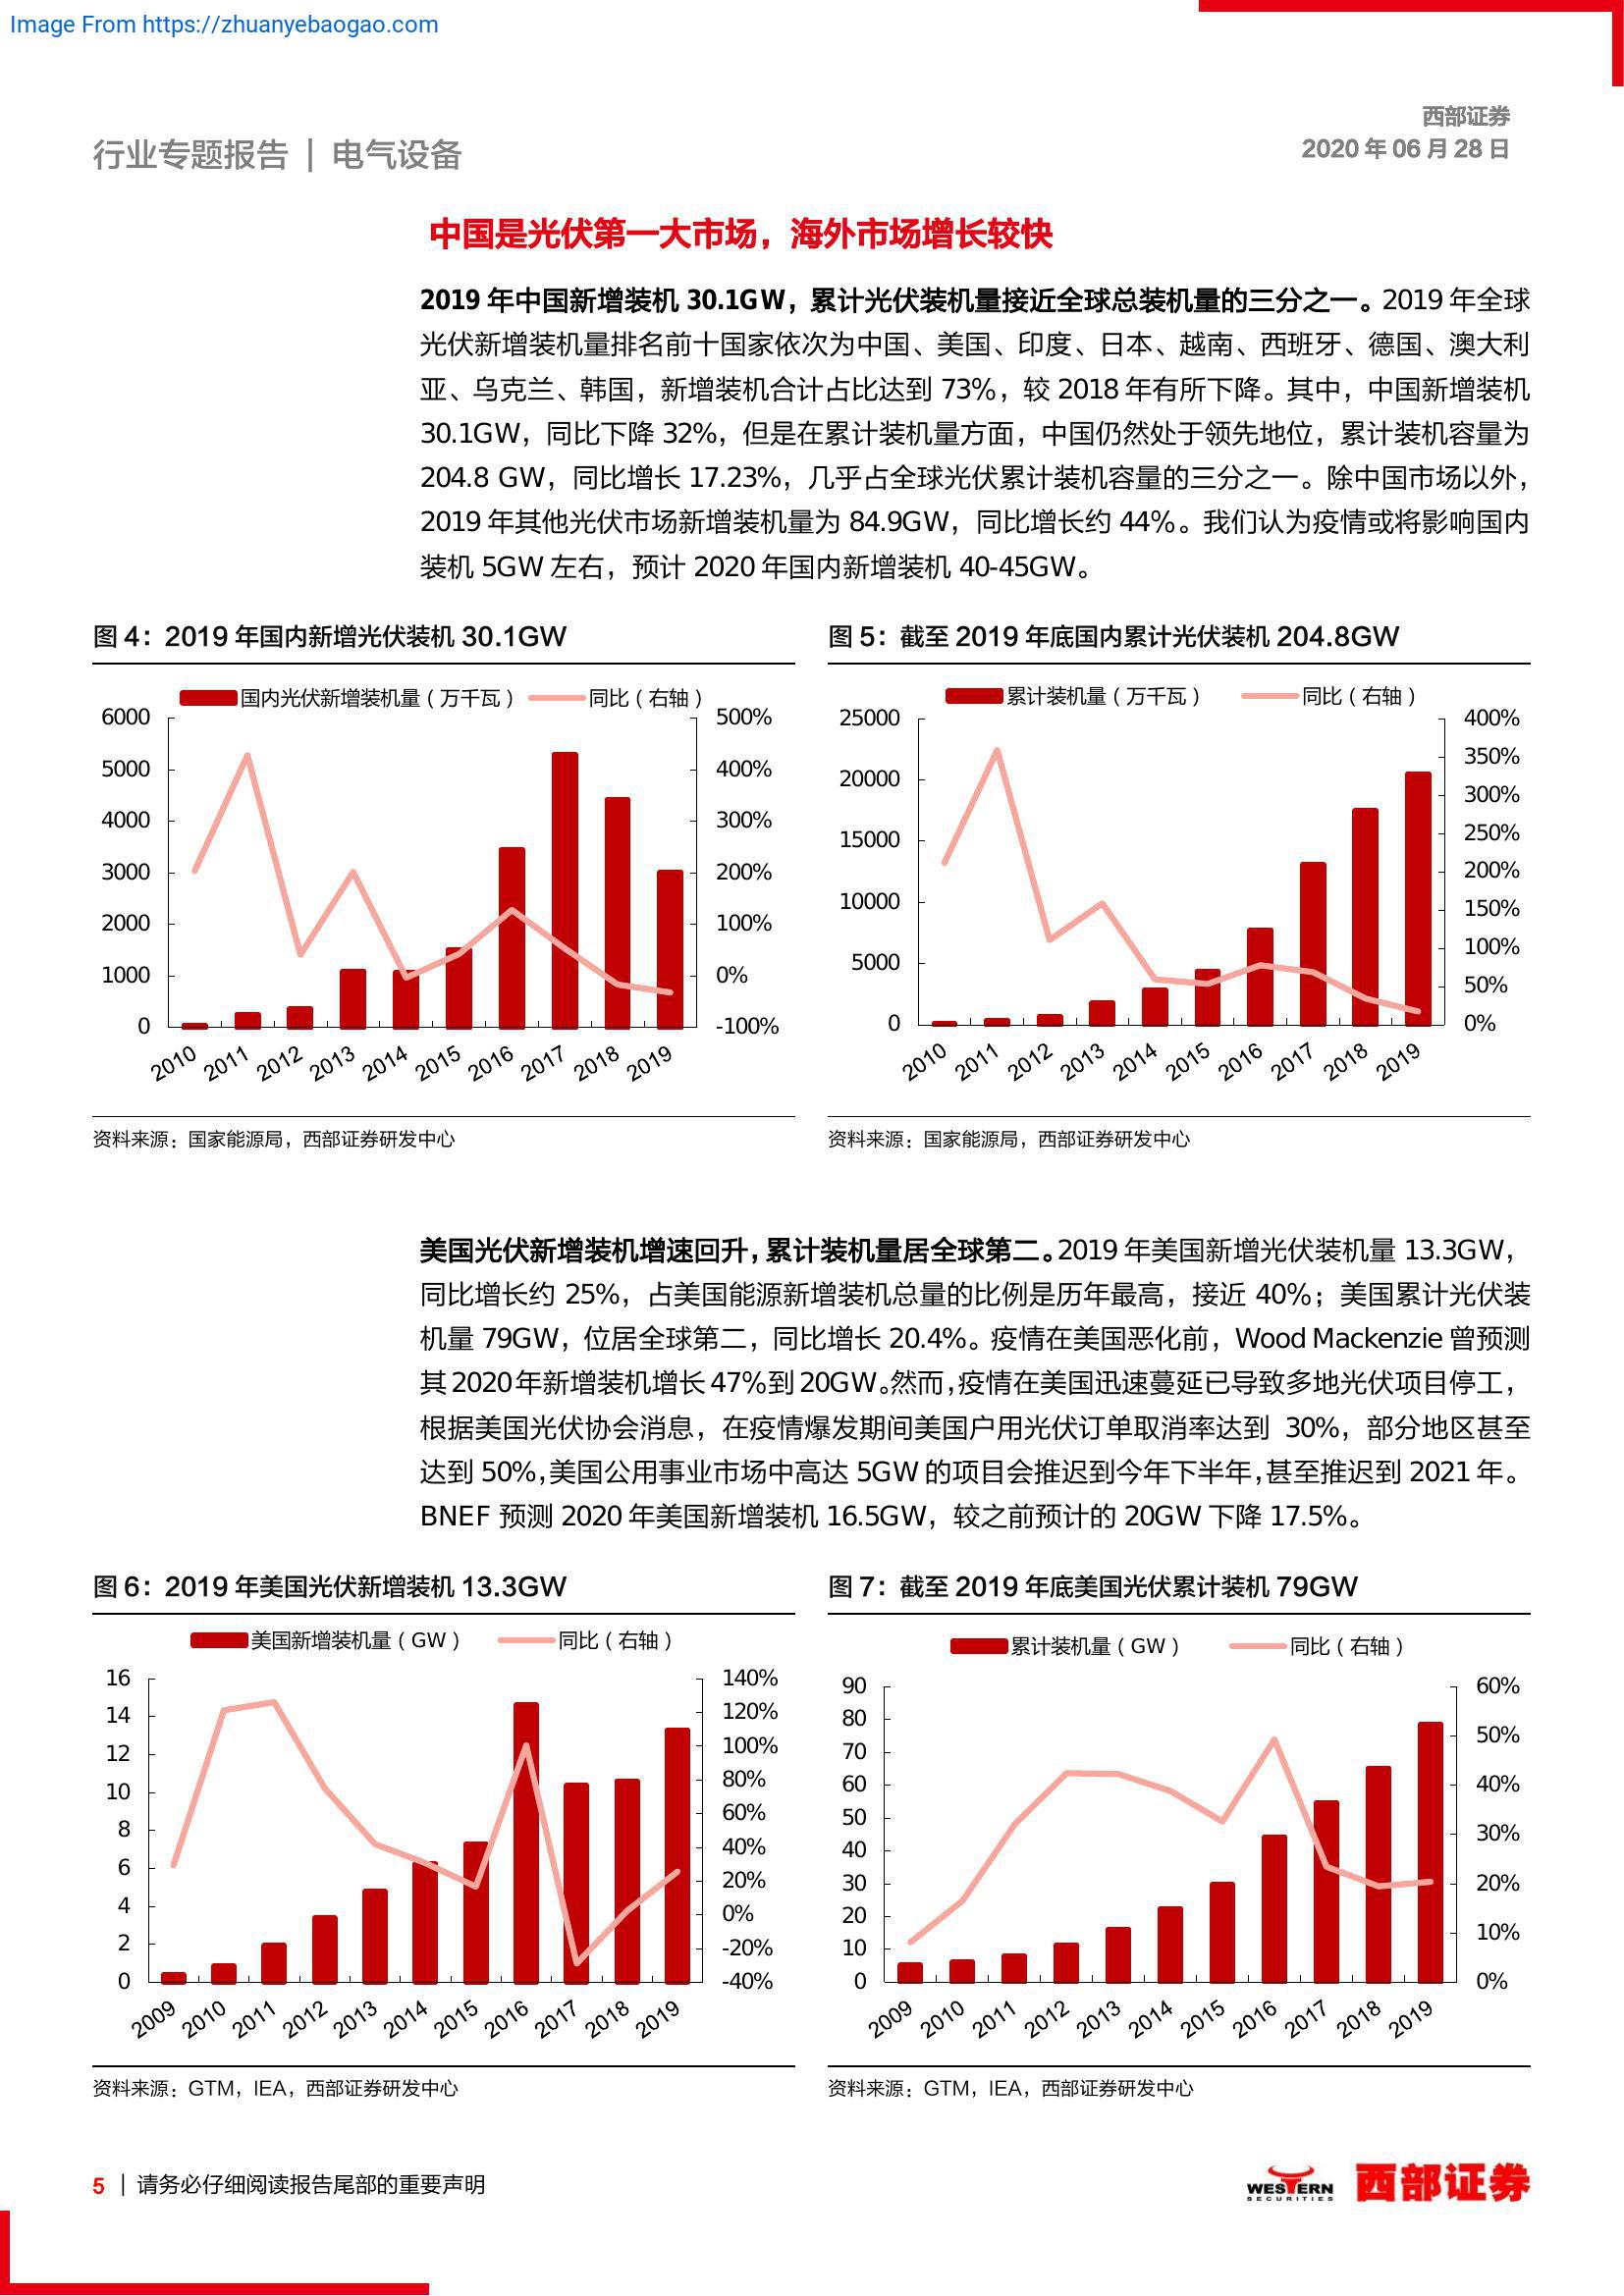 Image From https://zhuanyebaogao.com
西部证券
行业专题报告 | 电气设备
2020 年 06 月 28 日
中国是光伏第一大市场，海外市场增长较快
2019 年中国新增装机 30.1GW，累计光伏装机量接近全球总装机量的三分之一。2019 年全球
光伏新增装机量排名前十国家依次为中国、美国、印度、日本、越南、西班牙、德国、澳大利
亚、乌克兰、韩国，新增装机合计占比达到 73%，较 2018 年有所下降。其中，中国新增装机
30.1GW，同比下降 32%，但是在累计装机量方面，中国仍然处于领先地位，累计装机容量为
204.8 GW，同比增长 17.23%，几乎占全球光伏累计装机容量的三分之一。除中国市场以外，
2019 年其他光伏市场新增装机量为 84.9GW，同比增长约 44%。我们认为疫情或将影响国内
装机 5GW 左右，预计 2020 年国内新增装机 40-45GW。
图 4：2019 年国内新增光伏装机 30.1GW
国内光伏新增装机量（万千瓦） 同比（右轴）
6000
5000
4000
3000
2000
1000
0
500%
400%
300%
200%
100%
0%
-100%
2010 2011 2012 2013 2014 2015 2016 2017 2018 2019
资料来源：国家能源局，西部证券研发中心
图 5：截至 2019 年底国内累计光伏装机 204.8GW
累计装机量（万千瓦） 同比（右轴）
25000
20000
15000
10000
5000
0
400%
350%
300%
250%
200%
150%
100%
50%
0%
2010 2011 2012 2013 2014 2015 2016 2017 2018 2019
资料来源：国家能源局，西部证券研发中心
美国光伏新增装机增速回升，累计装机量居全球第二。2019 年美国新增光伏装机量 13.3GW，
同比增长约 25%，占美国能源新增装机总量的比例是历年最高，接近 40%；美国累计光伏装
机量 79GW，位居全球第二，同比增长 20.4%。疫情在美国恶化前，Wood Mackenzie 曾预测
其 2020 年新增装机增长 47%到 20GW。然而，疫情在美国迅速蔓延已导致多地光伏项目停工，
根据美国光伏协会消息，在疫情爆发期间美国户用光伏订单取消率达到 30%，部分地区甚至
达到 50%，美国公用事业市场中高达 5GW 的项目会推迟到今年下半年，甚至推迟到 2021 年。
BNEF 预测 2020 年美国新增装机 16.5GW，较之前预计的 20GW 下降 17.5%。
图 6：2019 年美国光伏新增装机 13.3GW
美国新增装机量（GW） 同比（右轴）
16
14
12
10
8
6
4
2
0
140%
120%
100%
80%
60%
40%
20%
0%
-20%
-40%
2009 2010 2011 2012 2013 2014 2015 2016 2017 2018 2019
资料来源：GTM，IEA，西部证券研发中心
图 7：截至 2019 年底美国光伏累计装机 79GW
累计装机量（GW） 同比（右轴）
90
80
70
60
50
40
30
20
10
0
60%
50%
40%
30%
20%
10%
0%
2009 2010 2011 2012 2013 2014 2015 2016 2017 2018 2019
资料来源：GTM，IEA，西部证券研发中心
5 | 请务必仔细阅读报告尾部的重要声明
WESTERN
SECURITIES
西部证券